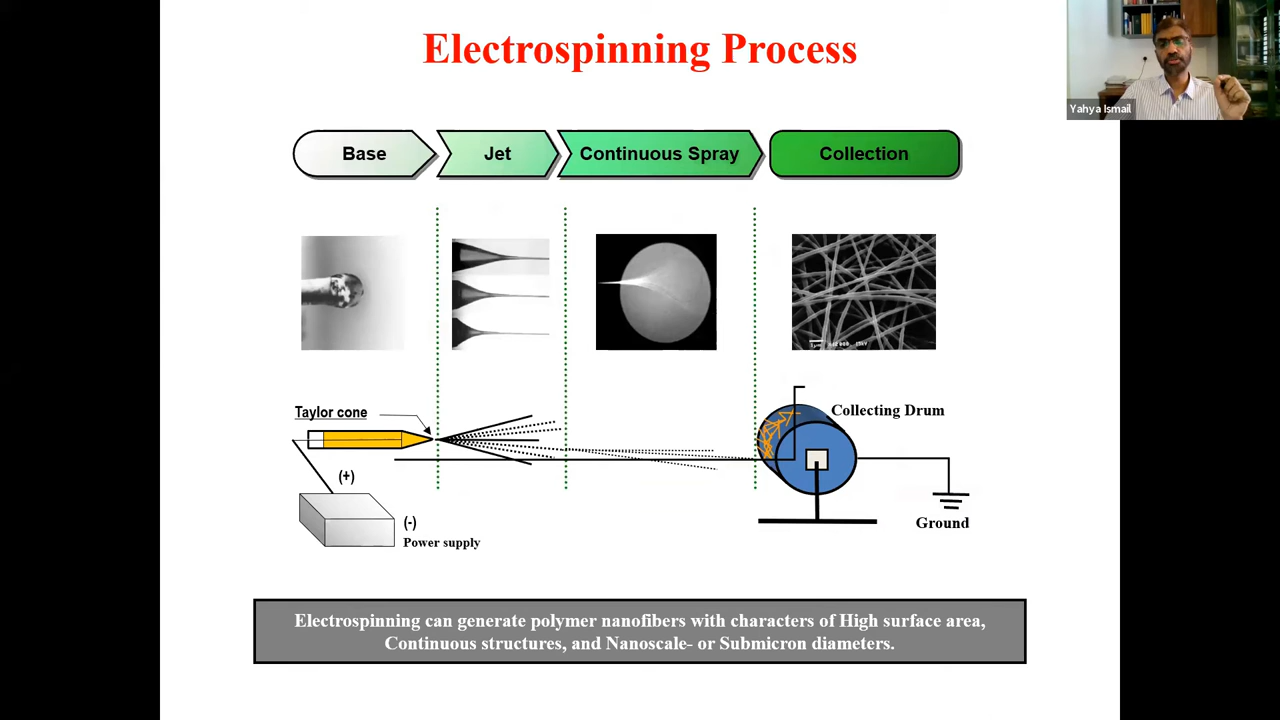 Electrospinning Process
Yahya Ismail
Base
Jet
Continuous Spray
Collection
Taylor cone
Collecting Drum
(+)
(-)
Power supply
Ground
Electrospinning can generate polymer nanofibers with characters of High surface area,
Continuous structures, and Nanoscale- or Submicron diameters.